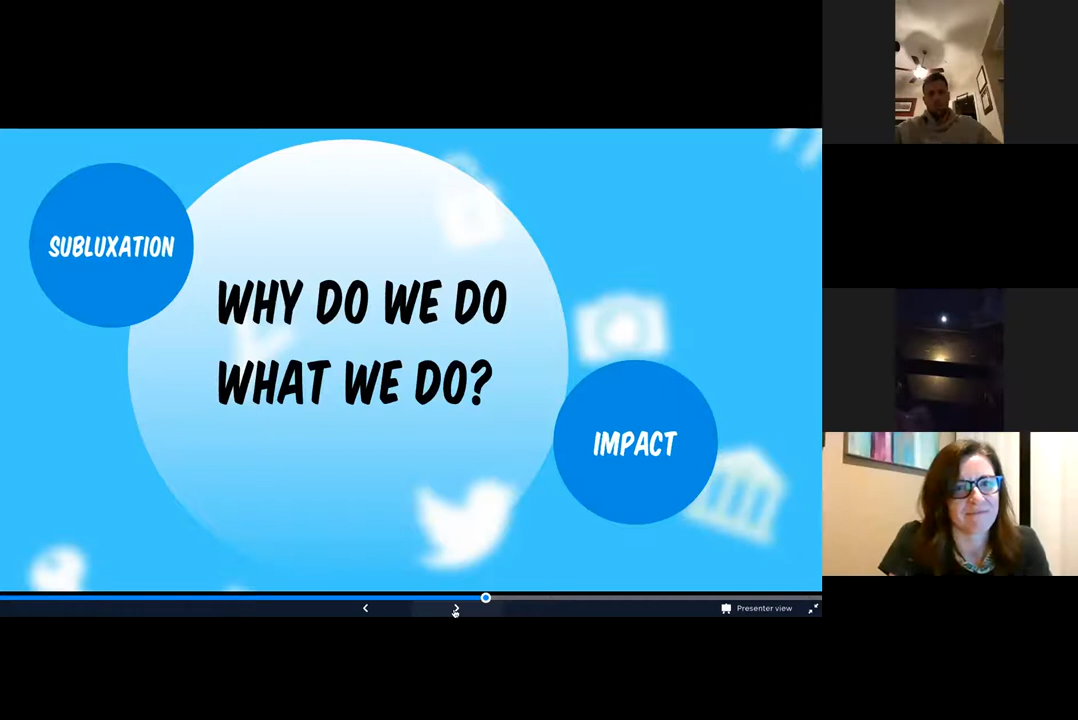 SUBLUXATION
WHY DO WE DO
WHAT WE DO?
IMPACT
Presenter view